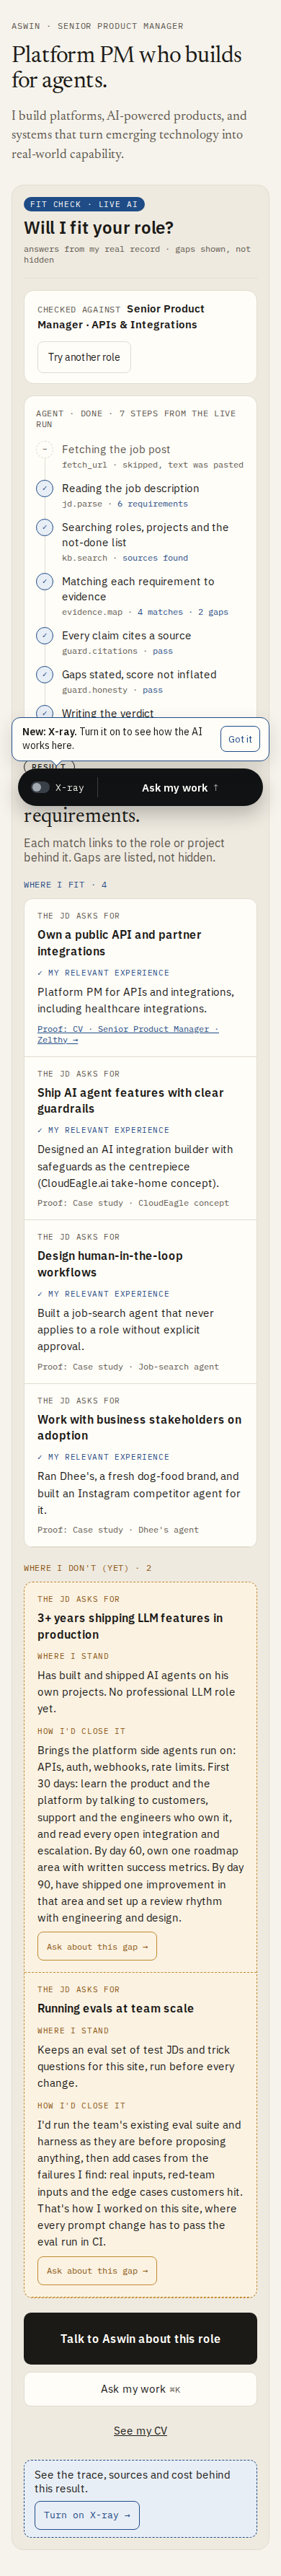 ASWIN · SENIOR PRODUCT MANAGER
Platform PM who builds
for agents.
I build platforms, AI-powered products, and
systems that turn emerging technology into
real-world capability.
FIT CHECK · LIVE AI
Will I fit your role?
answers from my real record · gaps shown, not
hidden
CHECKED AGAINST Senior Product
Manager · APIs & Integrations
Try another role
AGENT · DONE · 7 STEPS FROM THE LIVE
RUN
Fetching the job post
fetch_url · skipped, text was pasted
✓ Reading the job description
jd.parse · 6 requirements
✓ Searching roles, projects and the
not-done list
kb.search · sources found
✓ Matching each requirement to
evidence
evidence.map · 4 matches · 2 gaps
✓ Every claim cites a source
guard.citations · pass
✓ Gaps stated, score not inflated
guard.honesty · pass
✓ Writing the verdict
New: X-ray. Turn it on to see how the AI
works here.
Got it
RESULT
X-ray
Ask my work ↑
requirements.
Each match links to the role or project
behind it. Gaps are listed, not hidden.
WHERE I FIT · 4
THE JD ASKS FOR
Own a public API and partner
integrations
✓ MY RELEVANT EXPERIENCE
Platform PM for APIs and integrations,
including healthcare integrations.
Proof: CV · Senior Product Manager ·
Zelthy →
THE JD ASKS FOR
Ship AI agent features with clear
guardrails
✓ MY RELEVANT EXPERIENCE
Designed an AI integration builder with
safeguards as the centrepiece
(CloudEagle.ai take-home concept).
Proof: Case study · CloudEagle concept
THE JD ASKS FOR
Design human-in-the-loop
workflows
✓ MY RELEVANT EXPERIENCE
Built a job-search agent that never
applies to a role without explicit
approval.
Proof: Case study · Job-search agent
THE JD ASKS FOR
Work with business stakeholders on
adoption
✓ MY RELEVANT EXPERIENCE
Ran Dhee's, a fresh dog-food brand, and
built an Instagram competitor agent for
it.
Proof: Case study · Dhee's agent
WHERE I DON'T (YET) · 2
THE JD ASKS FOR
3+ years shipping LLM features in
production
WHERE I STAND
Has built and shipped AI agents on his
own projects. No professional LLM role
yet.
HOW I'D CLOSE IT
Brings the platform side agents run on:
APIs, auth, webhooks, rate limits. First
30 days: learn the product and the
platform by talking to customers,
support and the engineers who own it,
and read every open integration and
escalation. By day 60, own one roadmap
area with written success metrics. By day
90, have shipped one improvement in
that area and set up a review rhythm
with engineering and design.
Ask about this gap →
THE JD ASKS FOR
Running evals at team scale
WHERE I STAND
Keeps an eval set of test JDs and trick
questions for this site, run before every
change.
HOW I'D CLOSE IT
I'd run the team's existing eval suite and
harness as they are before proposing
anything, then add cases from the
failures I find: real inputs, red-team
inputs and the edge cases customers hit.
That's how I worked on this site, where
every prompt change has to pass the
eval run in CI.
Ask about this gap →
Talk to Aswin about this role
Ask my work ⌘K
See my CV
See the trace, sources and cost behind
this result.
Turn on X-ray →